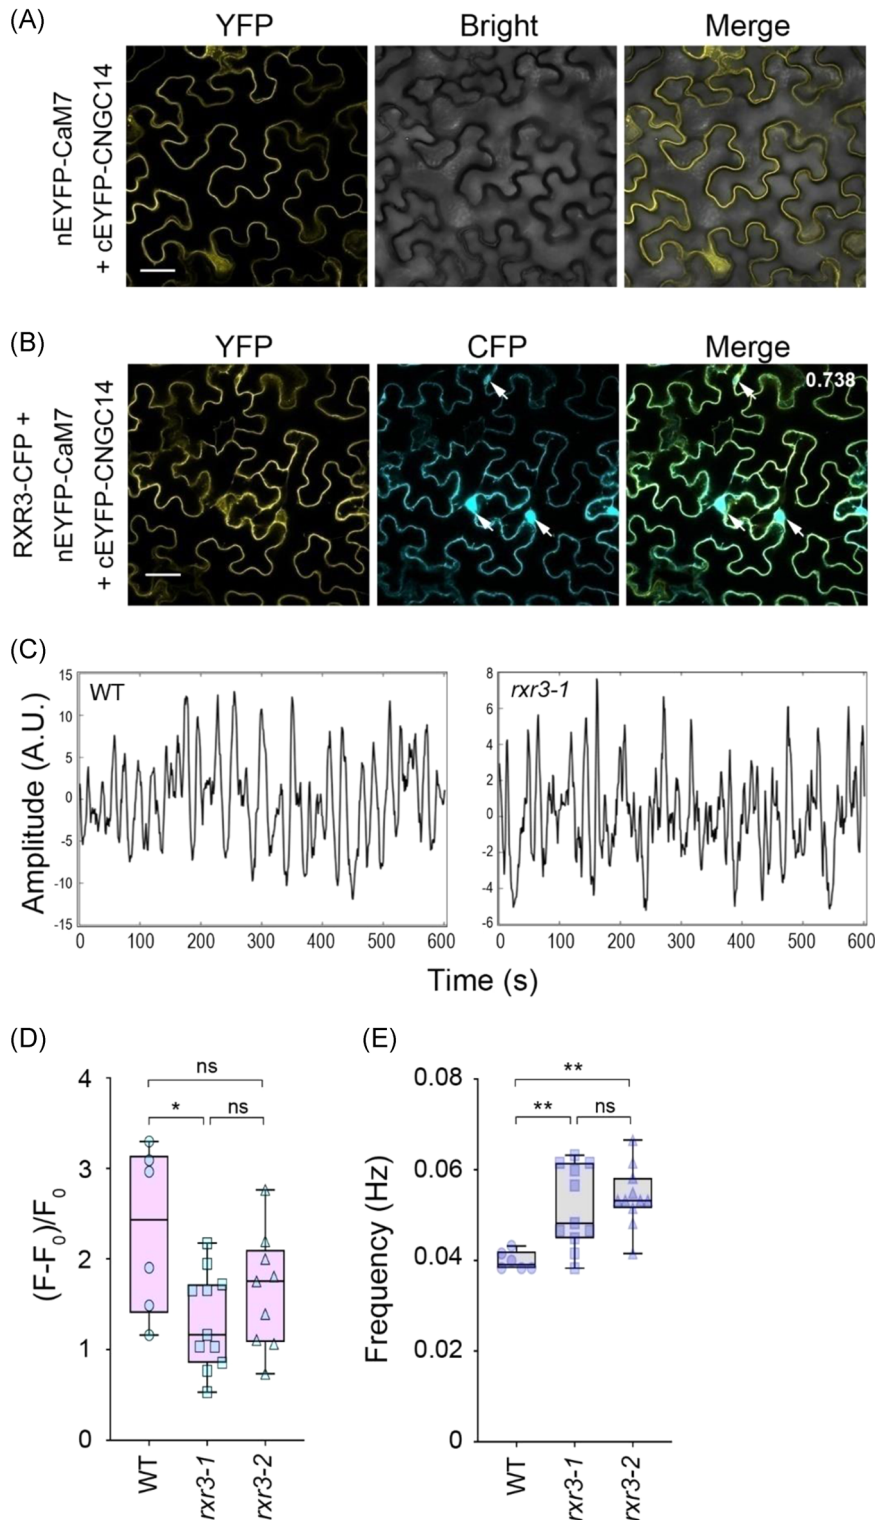 (A)
YFP Bright Merge
nEYFP-CaM7
+ cEYFP-CNGC14
(B)
YFP CFP Merge
0.738
RXR3-CFP +
nEYFP-CaM7
+ cEYFP-CNGC14
(C)
WT
rxr3-1
15
10
5
0
-5
-10
-15
8
6
4
2
0
-2
-4
-6
Amplitude (A.U.)
0 100 200 300 400 500 600
0 100 200 300 400 500 600
Time (s)
(D)
ns
* ns
4
3
2
1
0
(F-F0)/F0
WT
rxr3-1
rxr3-2
(E)
**
** ns
0.08
0.06
0.04
0.02
0
Frequency (Hz)
WT
rxr3-1
rxr3-2